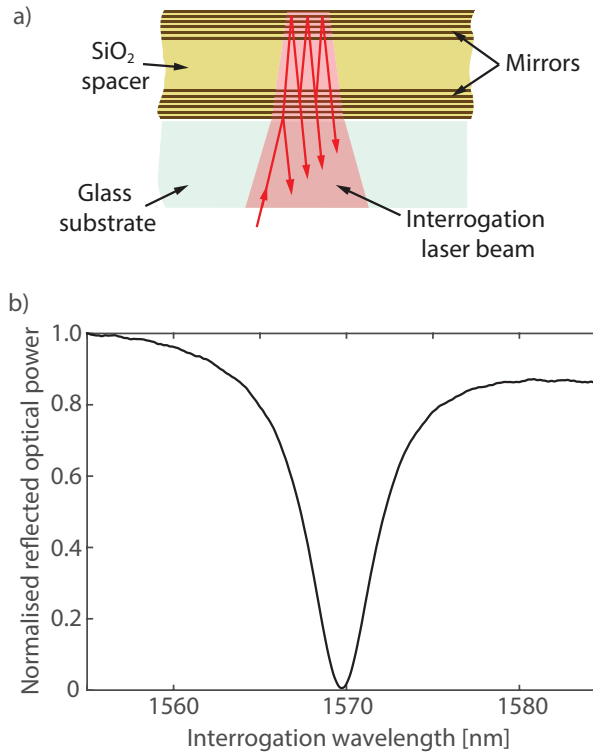 a)
SiO₂
spacer
Mirrors
Glass
substrate
Interrogation
laser beam
b)
Normalised reflected optical power
1.0
0.8
0.6
0.4
0.2
0
1560
1570
1580
Interrogation wavelength [nm]